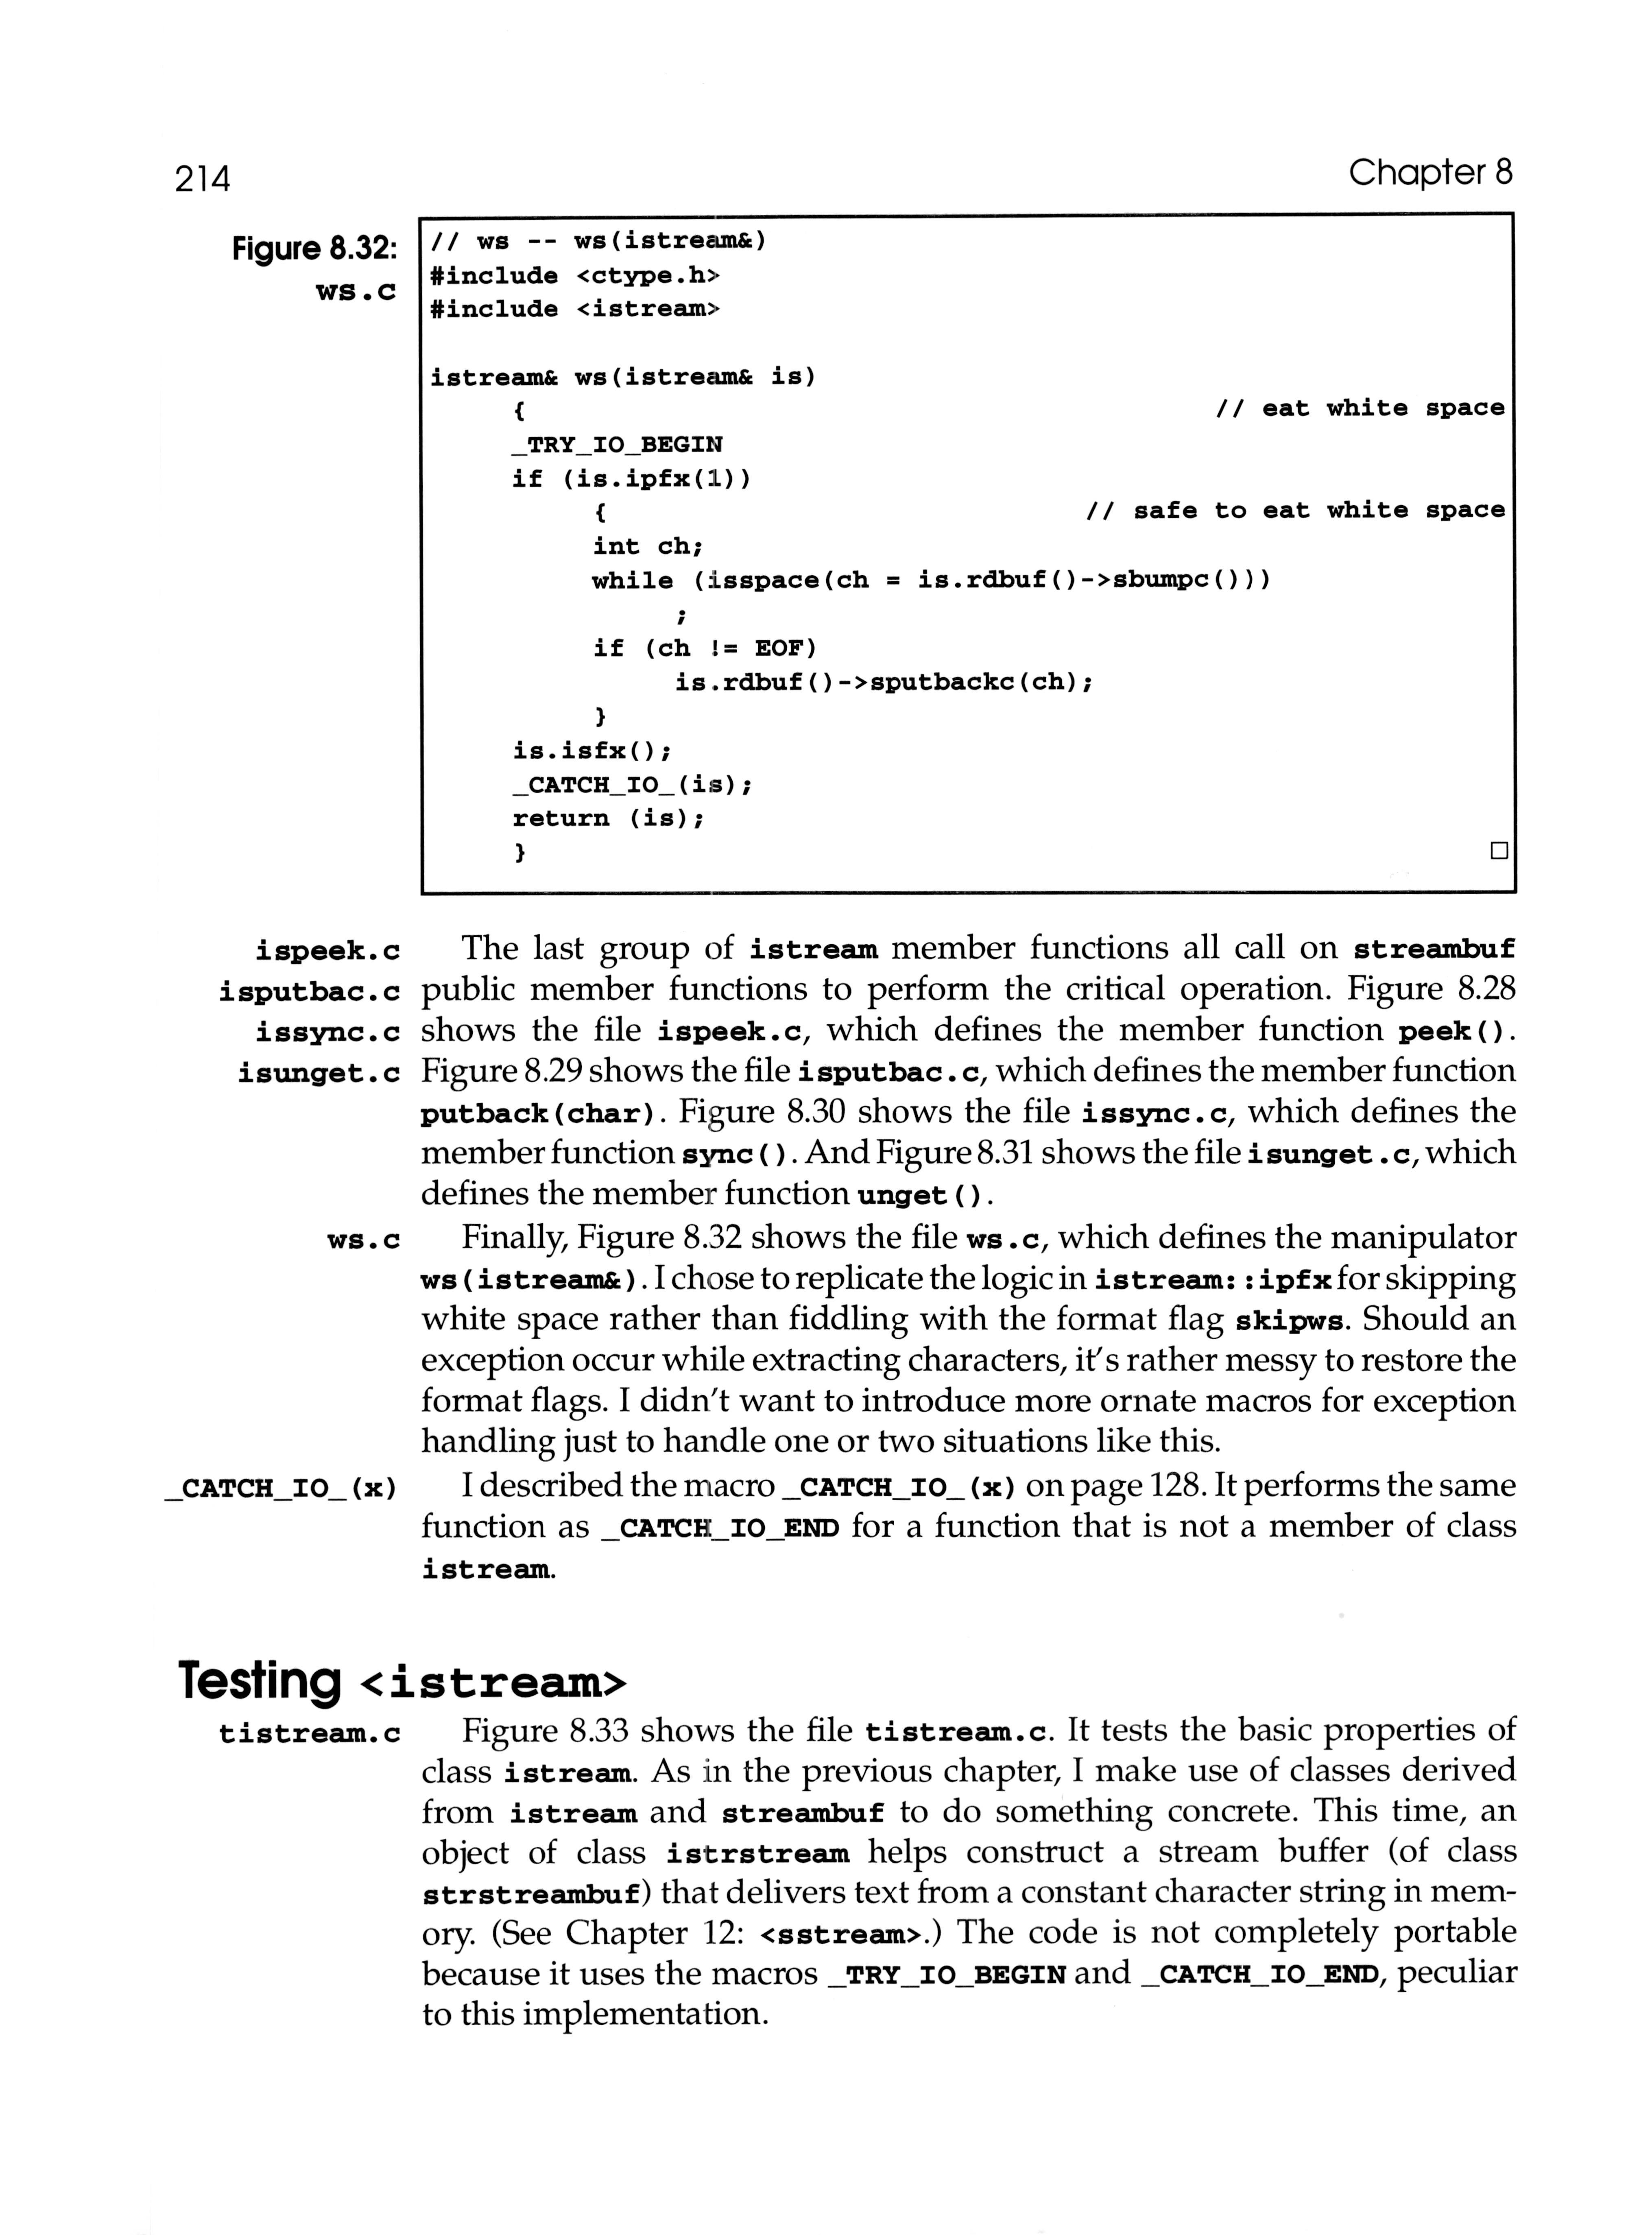 214
Chapter 8
Figure 8.32:
ws.c
// ws -- ws(istream&)
#include <ctype.h>
#include <istream>
istream& ws(istream& is)
{ // eat white space
_TRY_IO_BEGIN
if (is.ipfx(1))
{ // safe to eat white space
int ch;
while (isspace(ch = is.rdbuf()->sbumpc()))
;
if (ch != EOF)
is.rdbuf()->sputbackc(ch);
}
is.isfx();
_CATCH_IO_(is);
return (is);
}
ispeek.c
isputbac.c
issync.c
isunget.c
The last group of istream member functions all call on streambuf
public member functions to perform the critical operation. Figure 8.28
shows the file ispeek.c, which defines the member function peek().
Figure 8.29 shows the file isputbac.c, which defines the member function
putback(char). Figure 8.30 shows the file issync.c, which defines the
member function sync(). And Figure 8.31 shows the file isunget.c, which
defines the member function unget().
ws.c
Finally, Figure 8.32 shows the file ws.c, which defines the manipulator
ws(istream&). I chose to replicate the logic in istream::ipfx for skipping
white space rather than fiddling with the format flag skipws. Should an
exception occur while extracting characters, it's rather messy to restore the
format flags. I didn't want to introduce more ornate macros for exception
handling just to handle one or two situations like this.
_CATCH_IO_(x)
I described the macro _CATCH_IO_(x) on page 128. It performs the same
function as _CATCH_IO_END for a function that is not a member of class
istream.
Testing <istream>
tistream.c
Figure 8.33 shows the file tistream.c. It tests the basic properties of
class istream. As in the previous chapter, I make use of classes derived
from istream and streambuf to do something concrete. This time, an
object of class istrstream helps construct a stream buffer (of class
strstreambuf) that delivers text from a constant character string in mem-
ory. (See Chapter 12: <sstream>.) The code is not completely portable
because it uses the macros _TRY_IO_BEGIN and _CATCH_IO_END, peculiar
to this implementation.